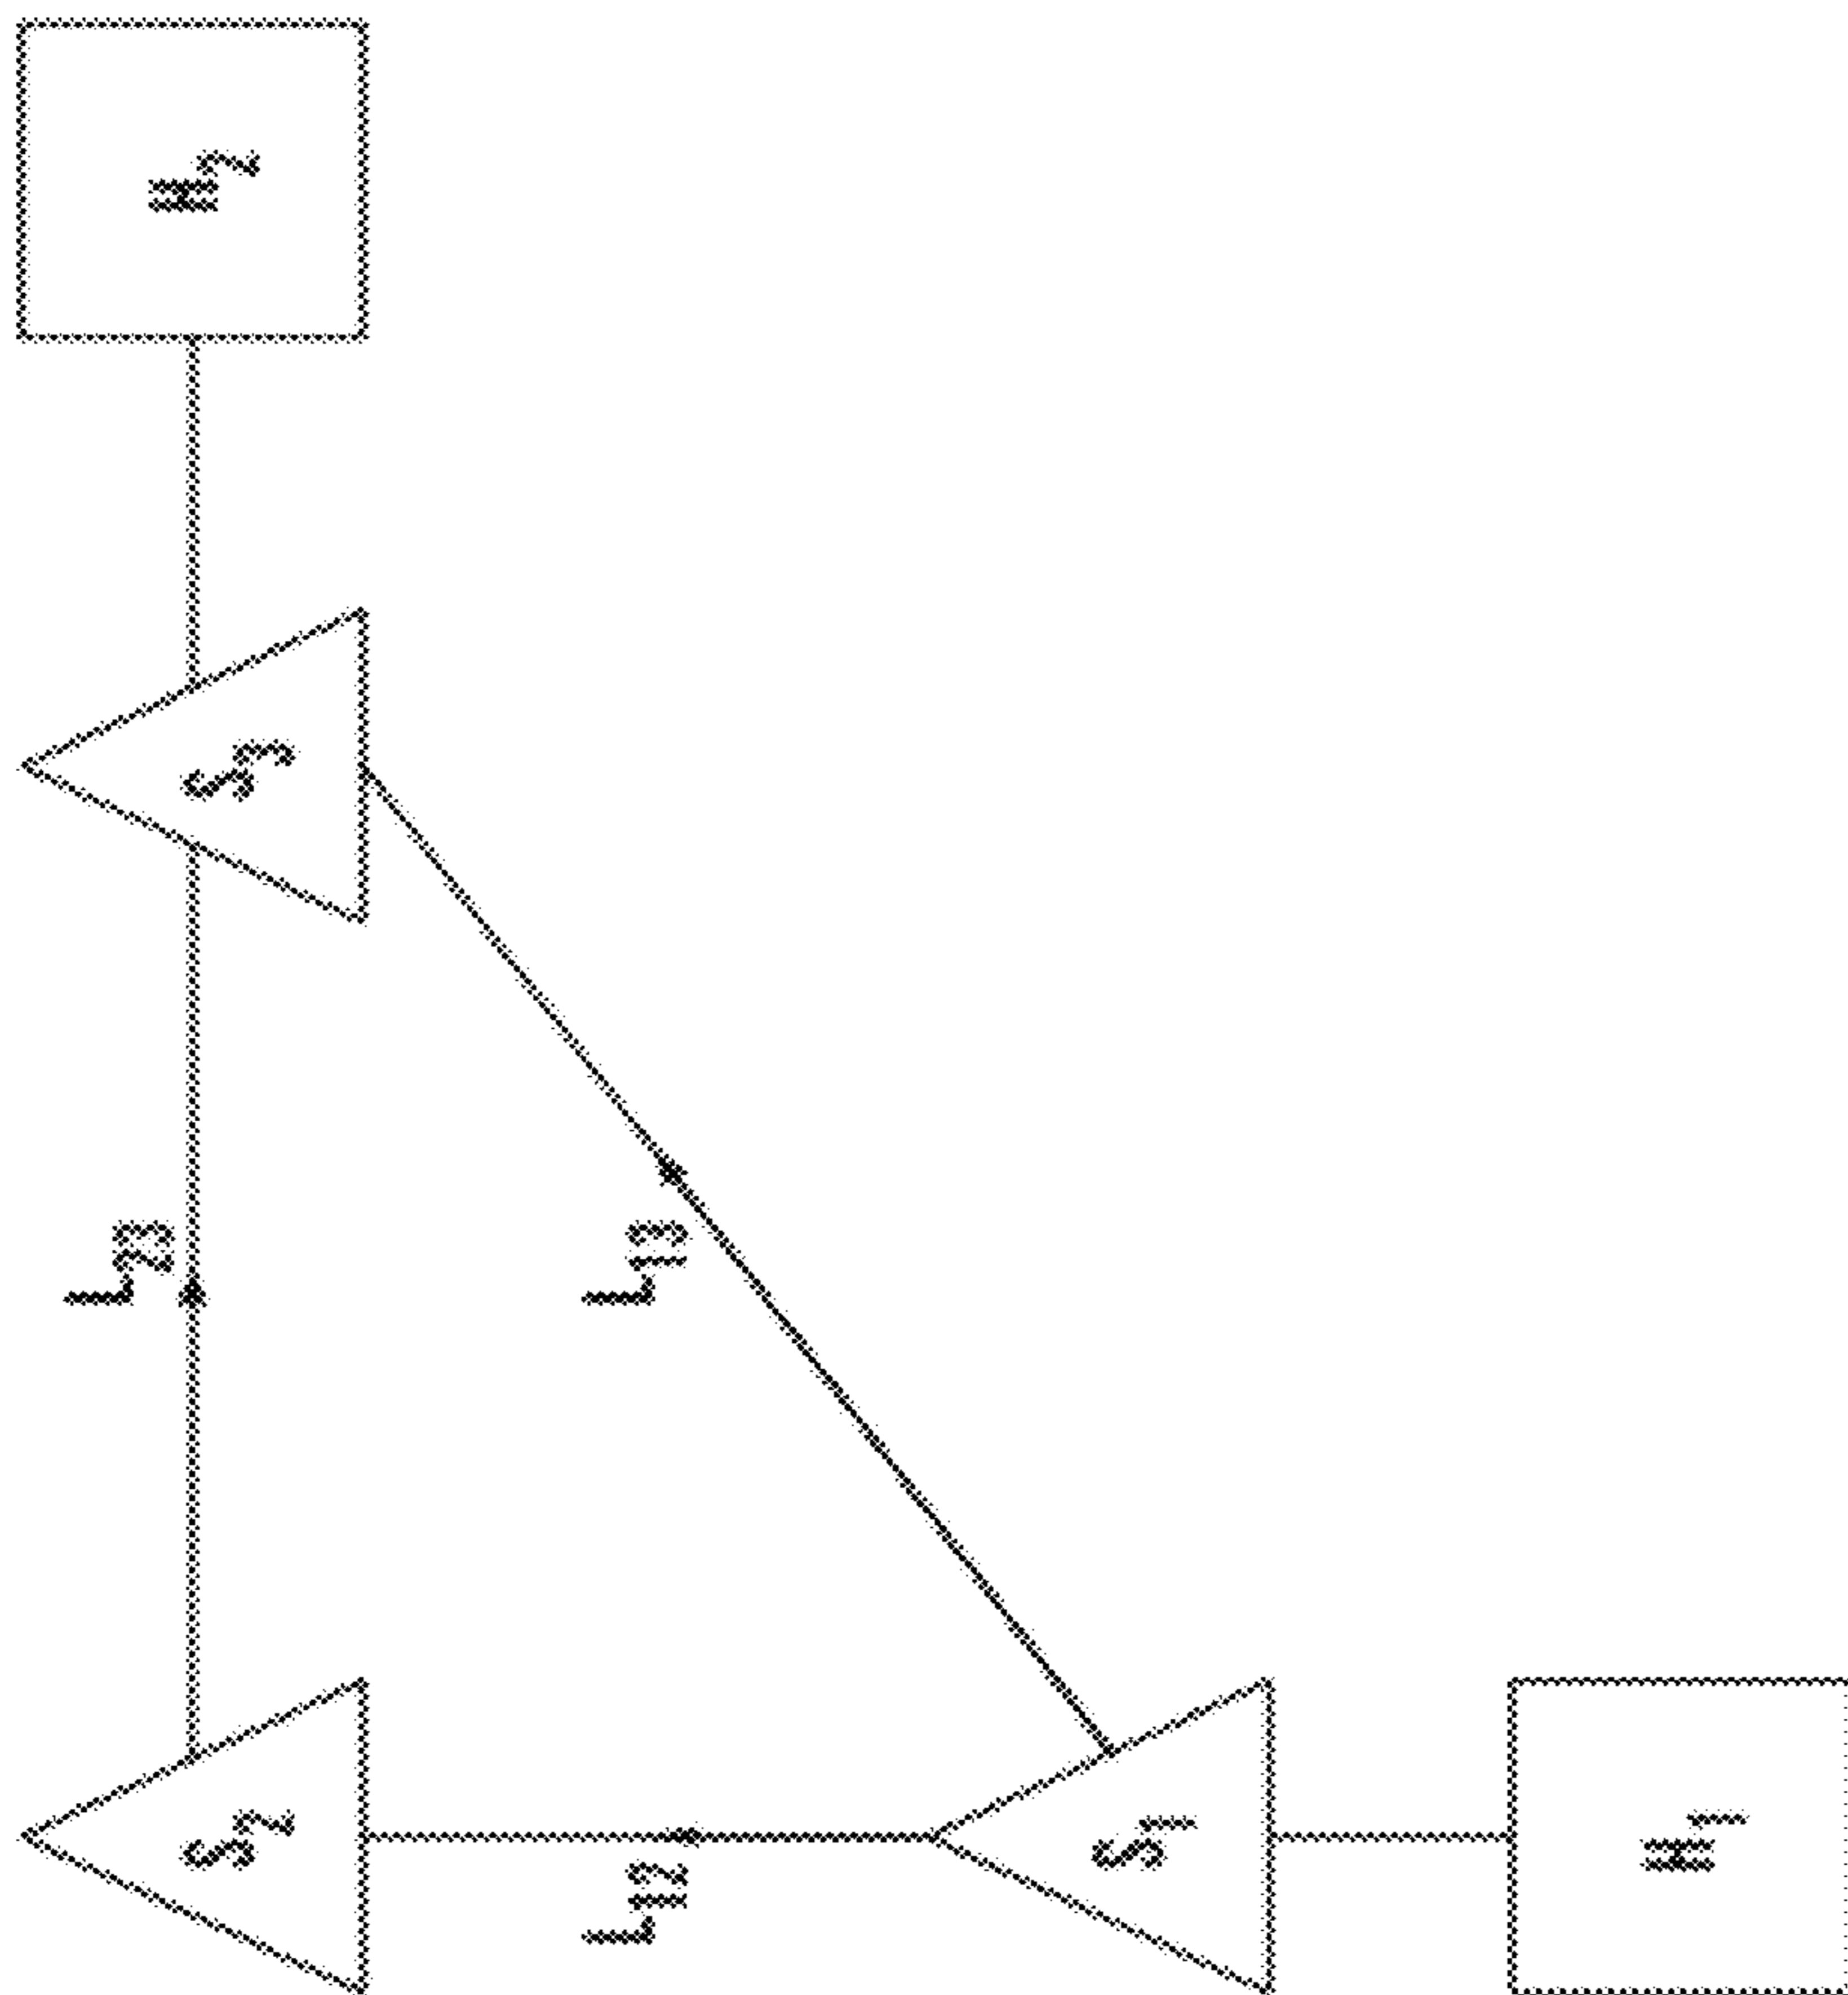 S₂
L₂₃
S₃
H₂
L₁₂
L₁₃
S₁
H₁